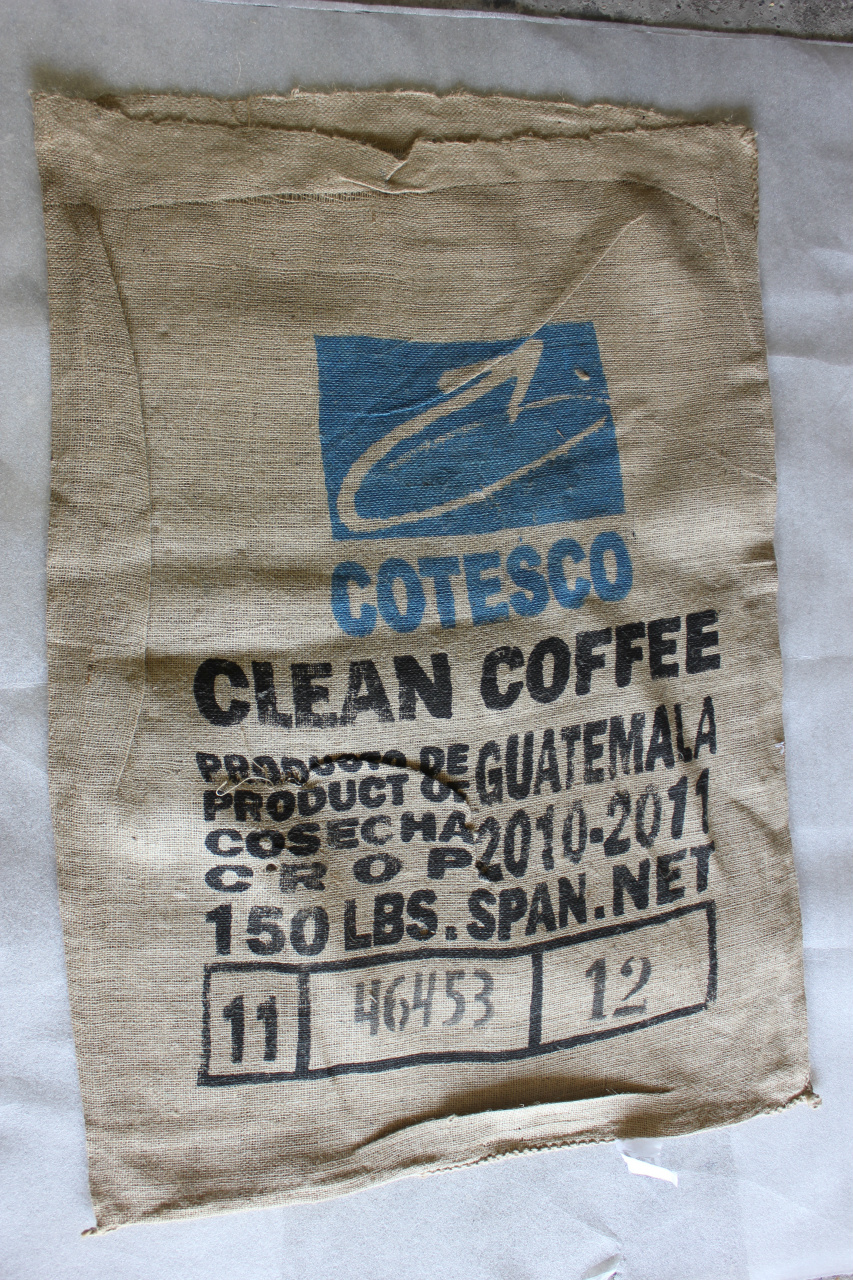 COTESCO
CLEAN COFFEE
PRODUCTO DE
PRODUCT OF GUATEMALA
COSECHA
CROP 2010-2011
150 LBS. SPAN. NET
11 46453 12